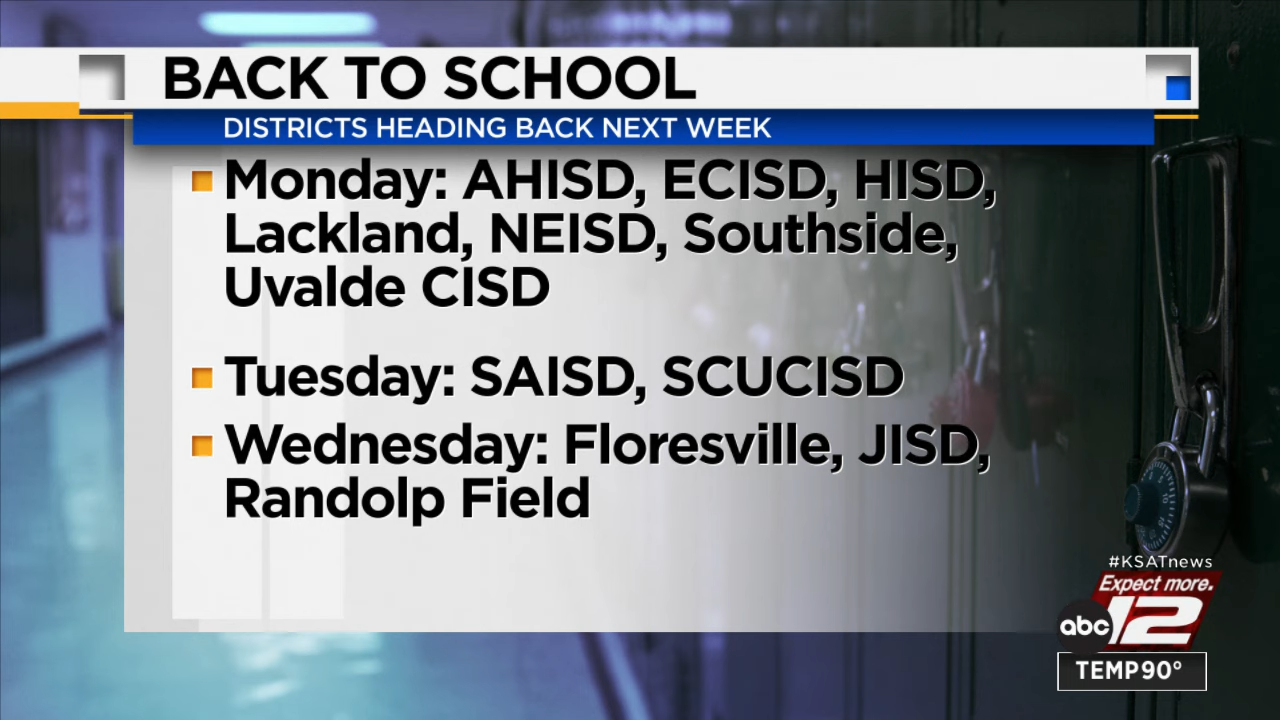 BACK TO SCHOOL
DISTRICTS HEADING BACK NEXT WEEK
Monday: AHISD, ECISD, HISD,
Lackland, NEISD, Southside,
Uvalde CISD
Tuesday: SAISD, SCUCISD
Wednesday: Floresville, JISD,
Randolp Field
#KSATnews
Expect more.
abc 12
TEMP90°